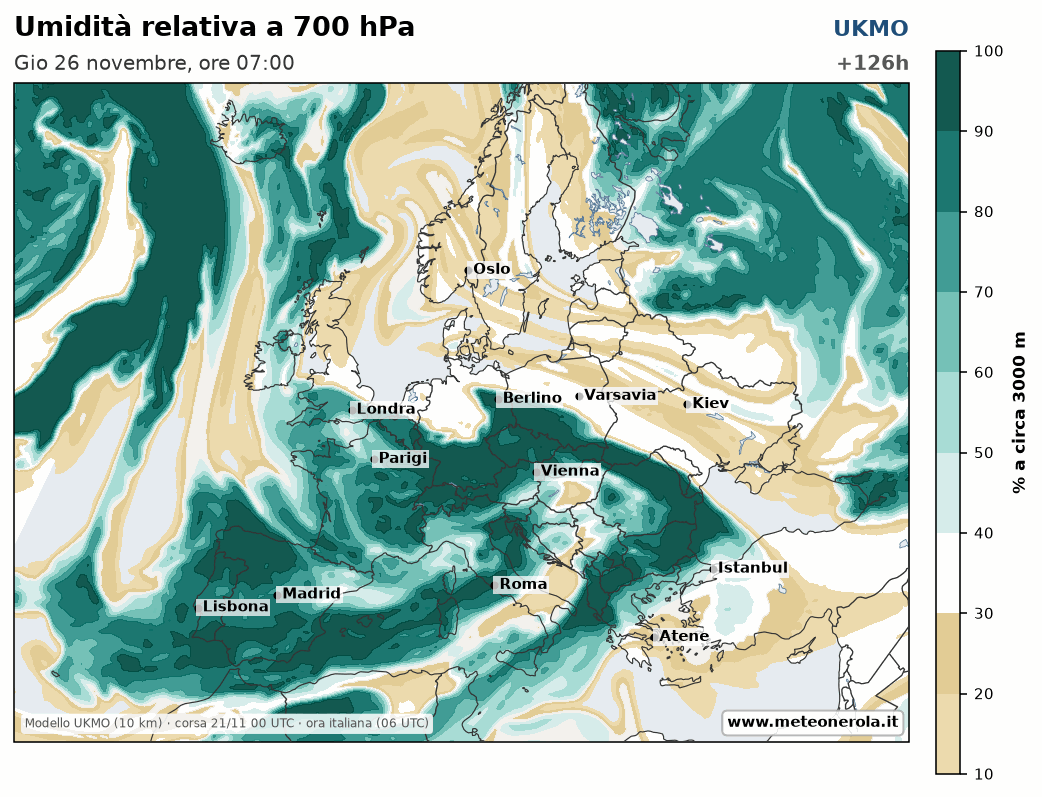 Umidità relativa a 700 hPa
UKMO
Gio 26 novembre, ore 07:00
+126h
100
90
80
70
60
50
40
30
20
10
% a circa 3000 m
Oslo
Londra
Berlino
Varsavia
Kiev
Parigi
Vienna
Istanbul
Roma
Madrid
Lisbona
Atene
Modello UKMO (10 km) · corsa 21/11 00 UTC · ora italiana (06 UTC)
www.meteonerola.it